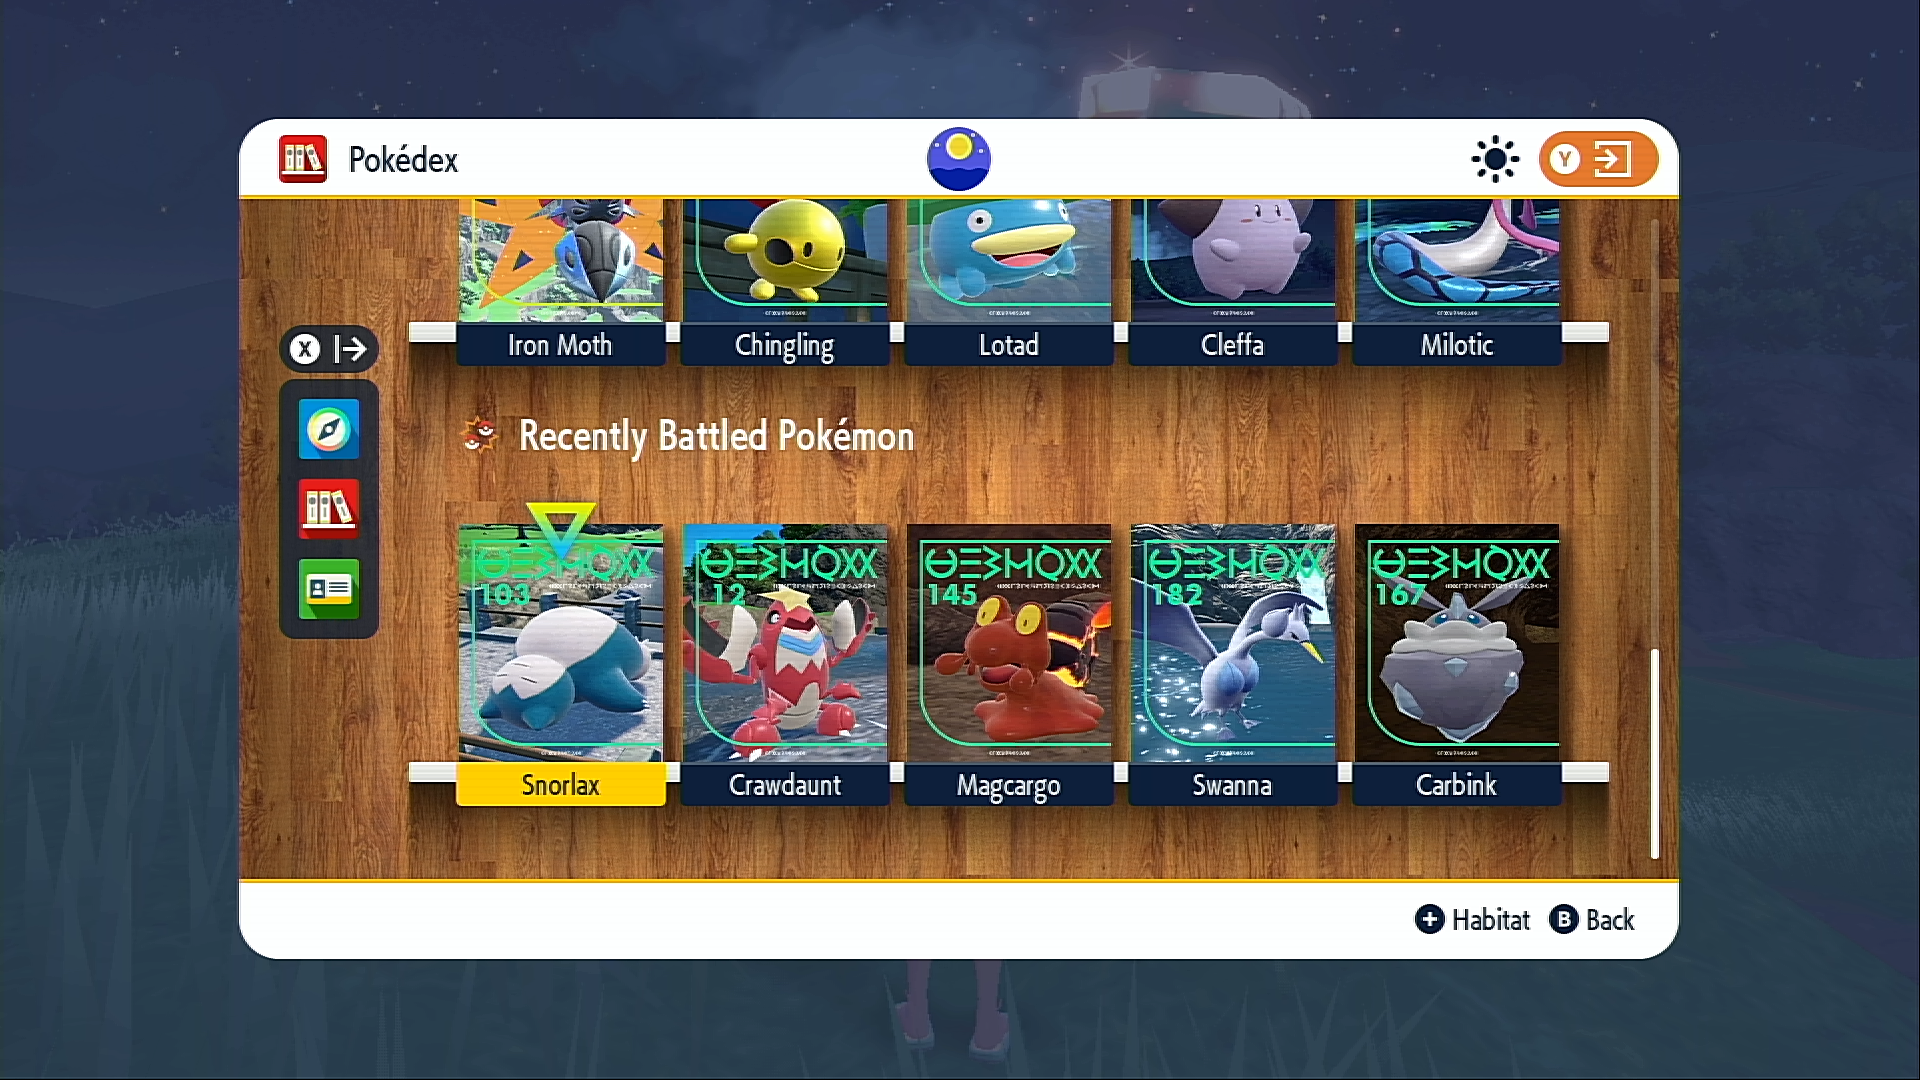 Pokédex
Y
Iron Moth
Chingling
Lotad
Cleffa
Milotic
X
Recently Battled Pokémon
103
12
145
182
167
Snorlax
Crawdaunt
Magcargo
Swanna
Carbink
+ Habitat
B Back